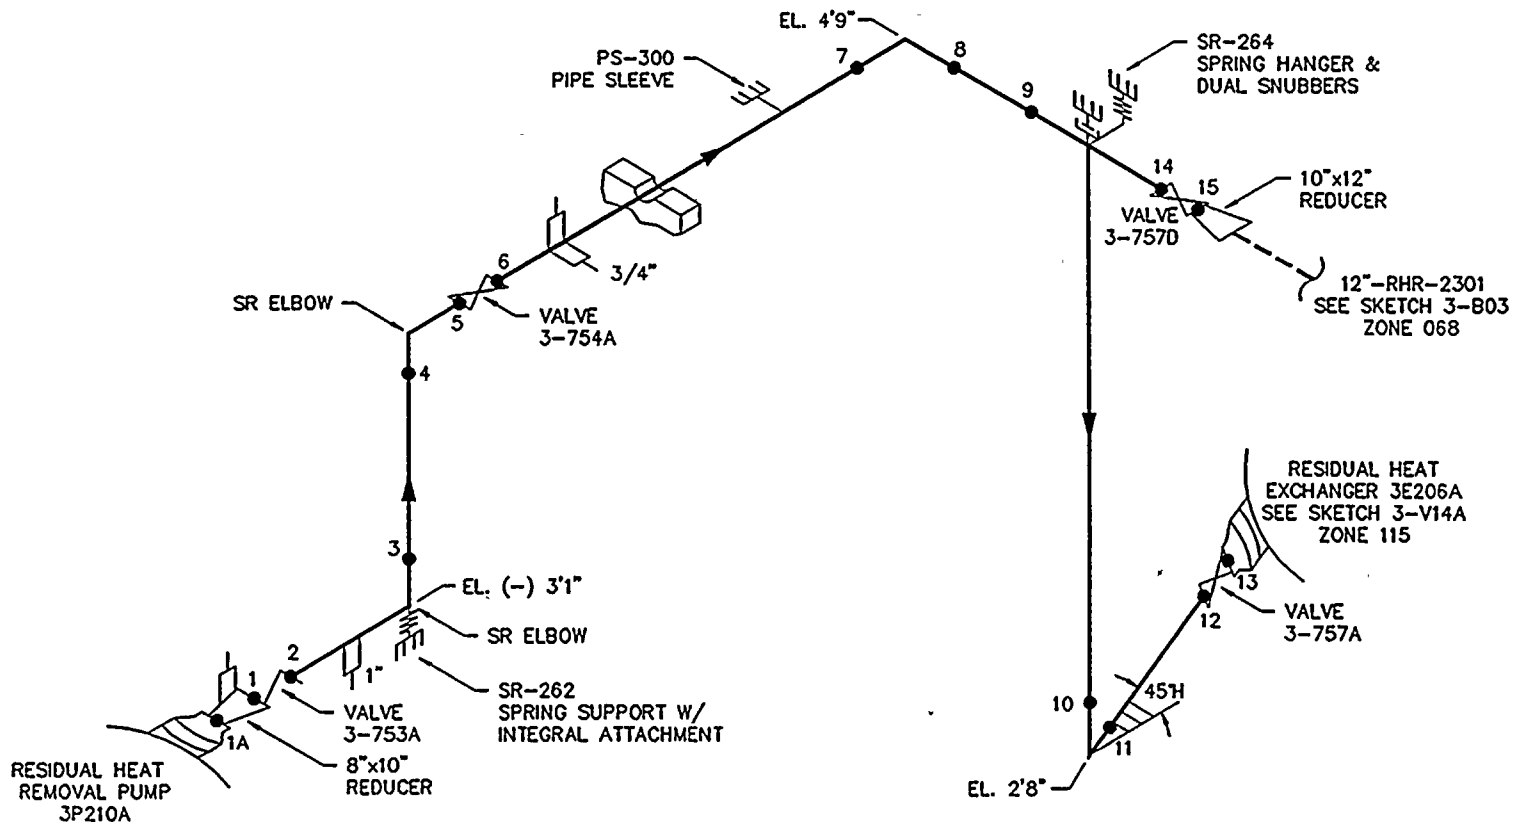 EL. 4'9"
PS-300
PIPE SLEEVE
7
8
SR-264
SPRING HANGER &
DUAL SNUBBERS
9
14
15
10"x12"
REDUCER
VALVE
3-757D
12"-RHR-2301
SEE SKETCH 3-B03
ZONE 068
3/4"
6
SR ELBOW
5
VALVE
3-754A
4
3
EL. (-) 3'1"
SR ELBOW
2
1"
1
SR-262
SPRING SUPPORT W/
INTEGRAL ATTACHMENT
VALVE
3-753A
1A
8"x10"
REDUCER
RESIDUAL HEAT
REMOVAL PUMP
3P210A
RESIDUAL HEAT
EXCHANGER 3E206A
SEE SKETCH 3-V14A
ZONE 115
13
12
VALVE
3-757A
10
45°H
11
EL. 2'8"